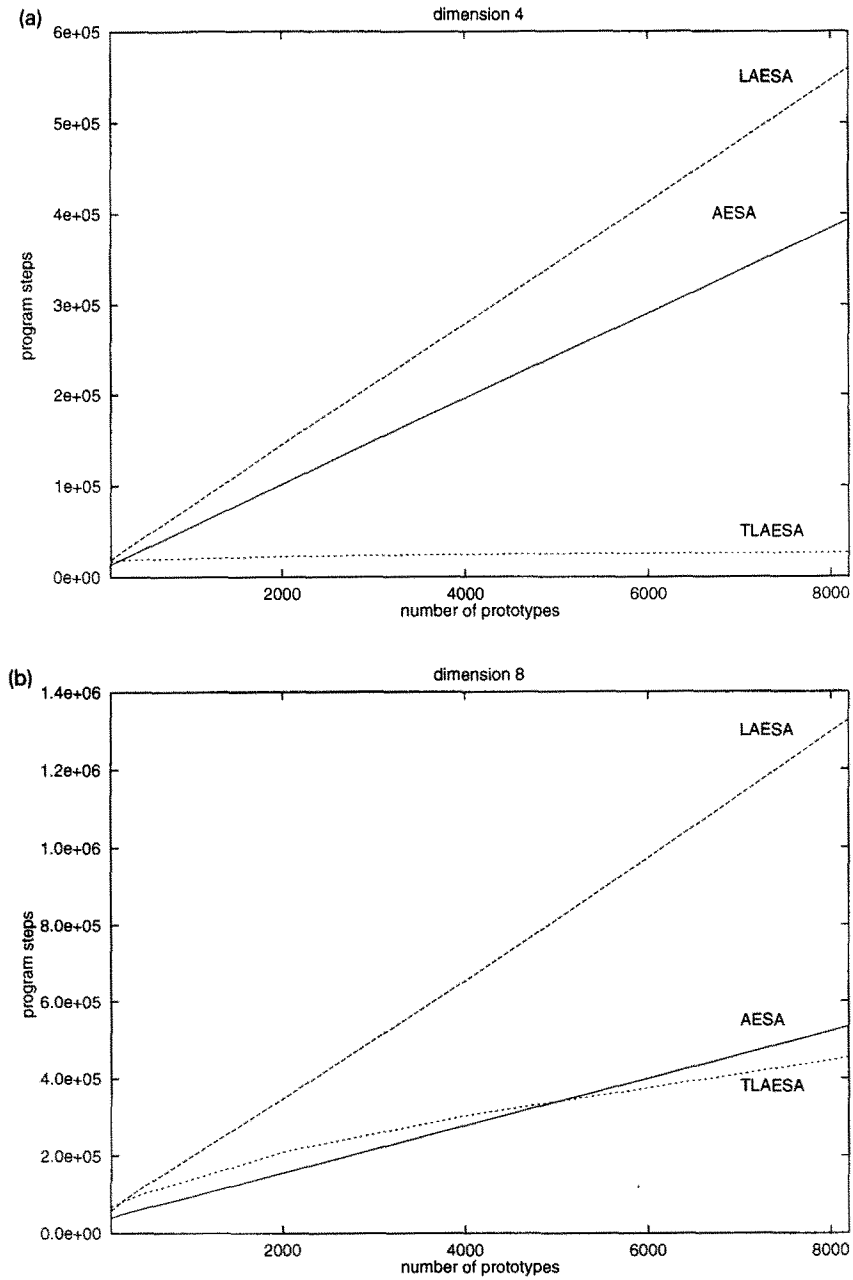 (a)
dimension 4
6e+05
5e+05
4e+05
3e+05
2e+05
1e+05
0e+00
program steps
LAESA
AESA
TLAESA
2000
4000
6000
8000
number of prototypes
(b)
dimension 8
1.4e+06
1.2e+06
1.0e+06
8.0e+05
6.0e+05
4.0e+05
2.0e+05
0.0e+00
program steps
LAESA
AESA
TLAESA
2000
4000
6000
8000
number of prototypes